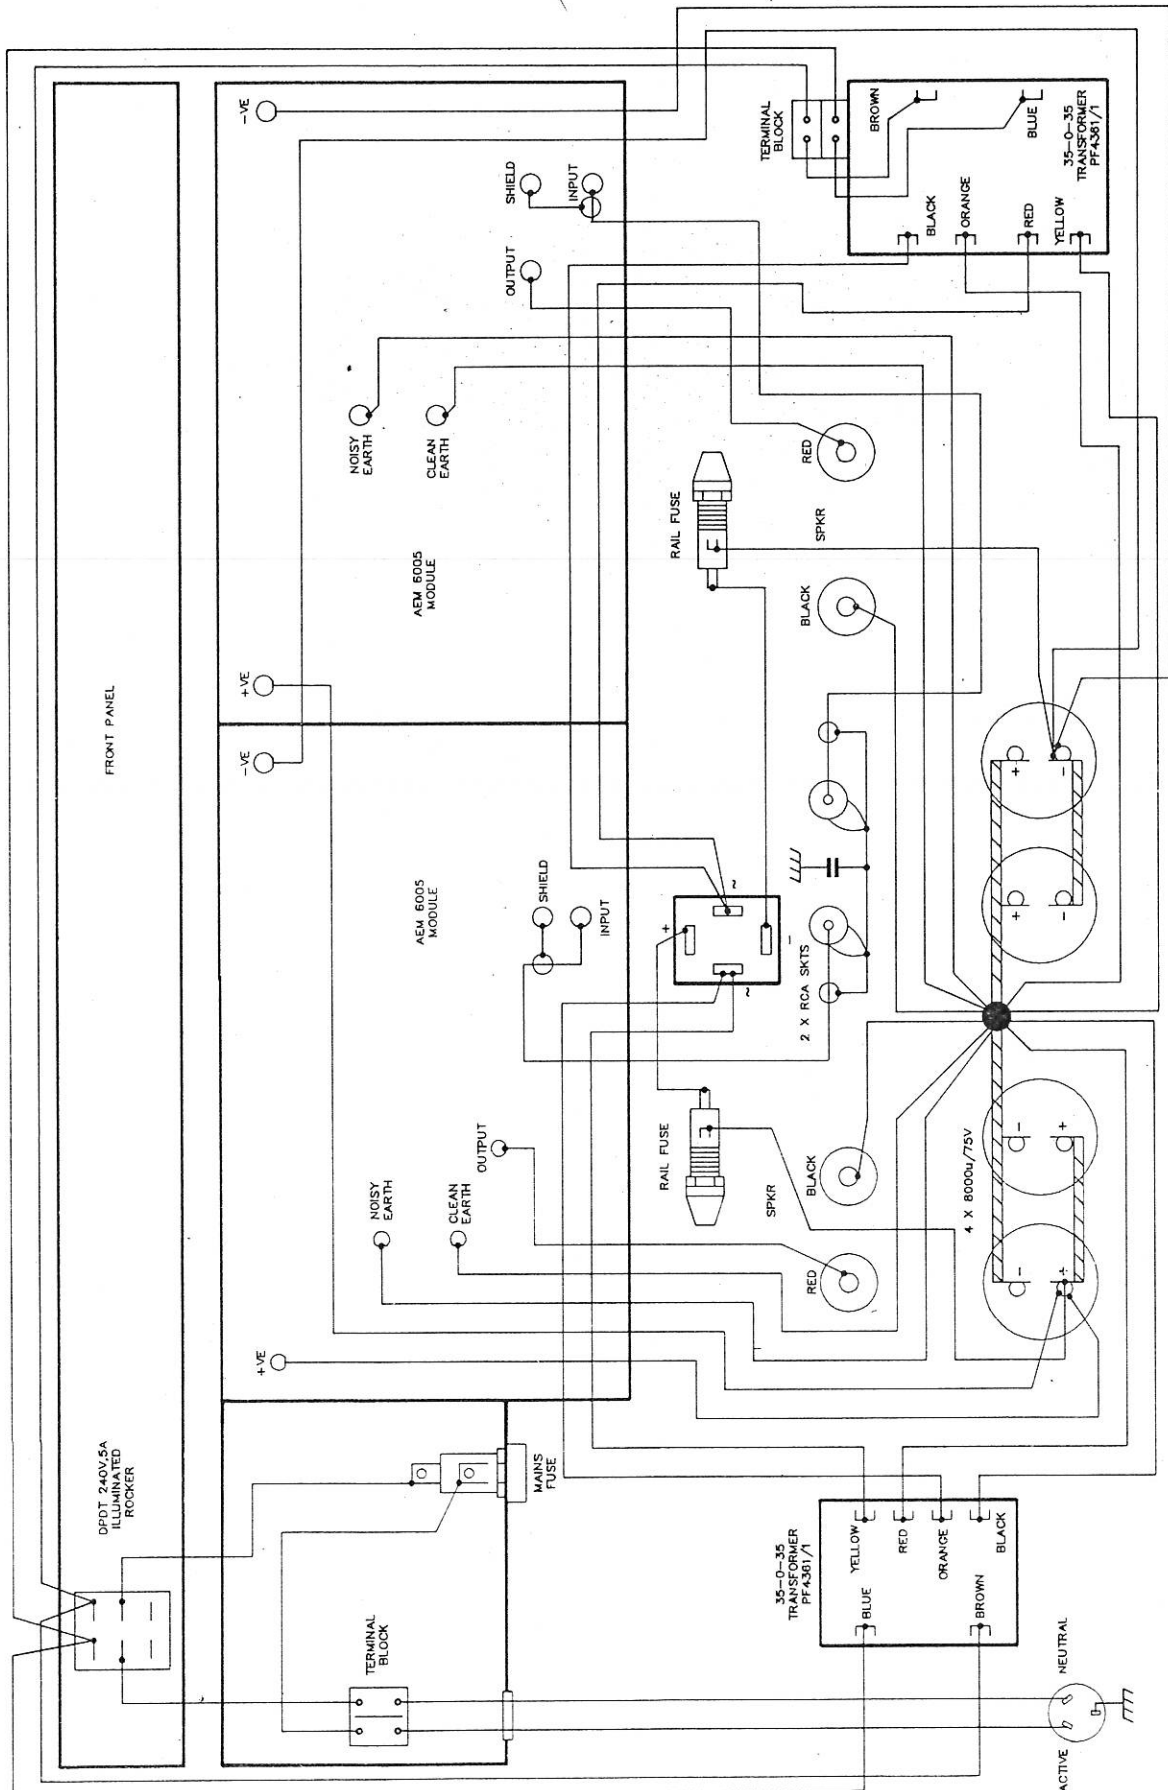 FRONT PANEL
DPDT 240V,5A
ILLUMINATED
ROCKER
-VE
+VE
-VE
+VE
SHIELD
INPUT
OUTPUT
NOISY
EARTH
CLEAN
EARTH
AEM 6005
MODULE
AEM 6005
MODULE
SHIELD
INPUT
OUTPUT
NOISY
EARTH
CLEAN
EARTH
TERMINAL
BLOCK
BROWN
BLUE
35-0-35
TRANSFORMER
PF4361/1
BLACK
ORANGE
RED
YELLOW
RAIL FUSE
RED
SPKR
BLACK
+
~
-
~
2 X RCA SKTS
RAIL FUSE
SPKR
BLACK
RED
+
-
+
-
-
+
-
+
4 X 8000u/75V
MAINS
FUSE
TERMINAL
BLOCK
35-0-35
TRANSFORMER
PF4361/1
YELLOW
RED
ORANGE
BLACK
BLUE
BROWN
NEUTRAL
ACTIVE